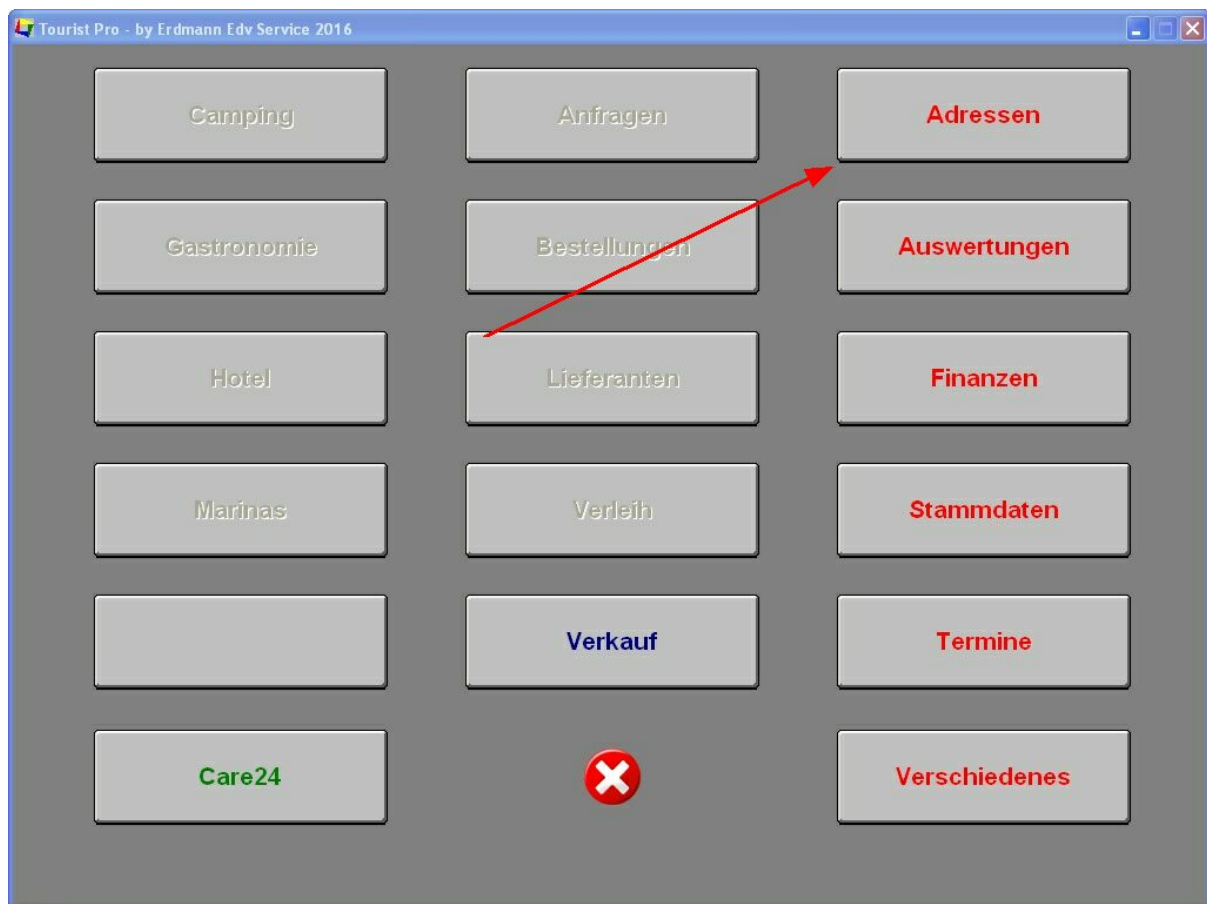 Tourist Pro - by Erdmann Edv Service 2016
Camping
Anfragen
Adressen
Gastronomie
Bestellungen
Auswertungen
Hotel
Lieferanten
Finanzen
Marinas
Verleih
Stammdaten
Verkauf
Termine
Care24
Verschiedenes